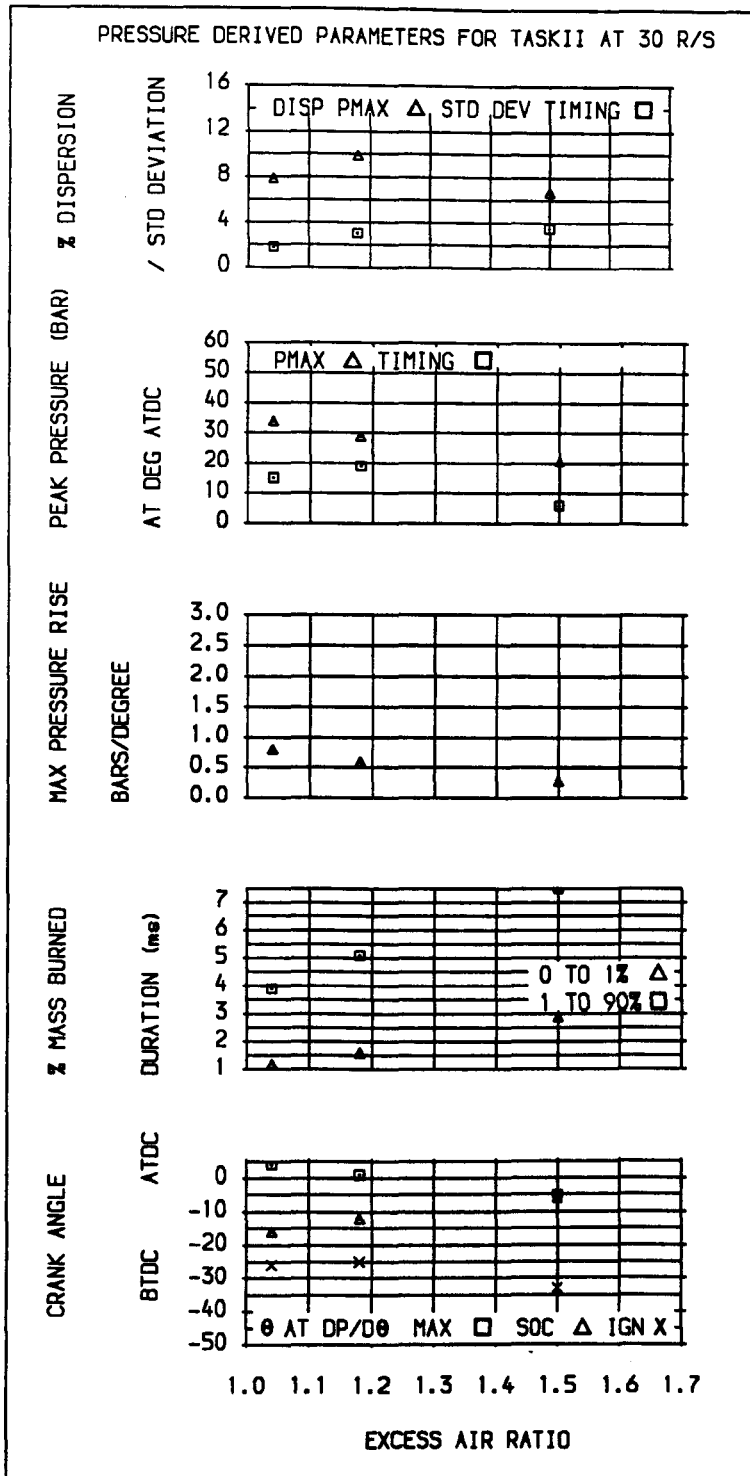 PRESSURE DERIVED PARAMETERS FOR TASKII AT 30 R/S
% DISPERSION
/ STD DEVIATION
16
12
8
4
0
DISP PMAX △ STD DEV TIMING □
PEAK PRESSURE (BAR)
AT DEG ATDC
60
50
40
30
20
10
0
PMAX △ TIMING □
MAX PRESSURE RISE
BARS/DEGREE
3.0
2.5
2.0
1.5
1.0
0.5
0.0
% MASS BURNED
DURATION (ms)
7
6
5
4
3
2
1
0 TO 1% △
1 TO 90% □
CRANK ANGLE
BTDC ATDC
0
-10
-20
-30
-40
-50
θ AT DP/Dθ MAX □ SOC △ IGN X
1.0 1.1 1.2 1.3 1.4 1.5 1.6 1.7
EXCESS AIR RATIO